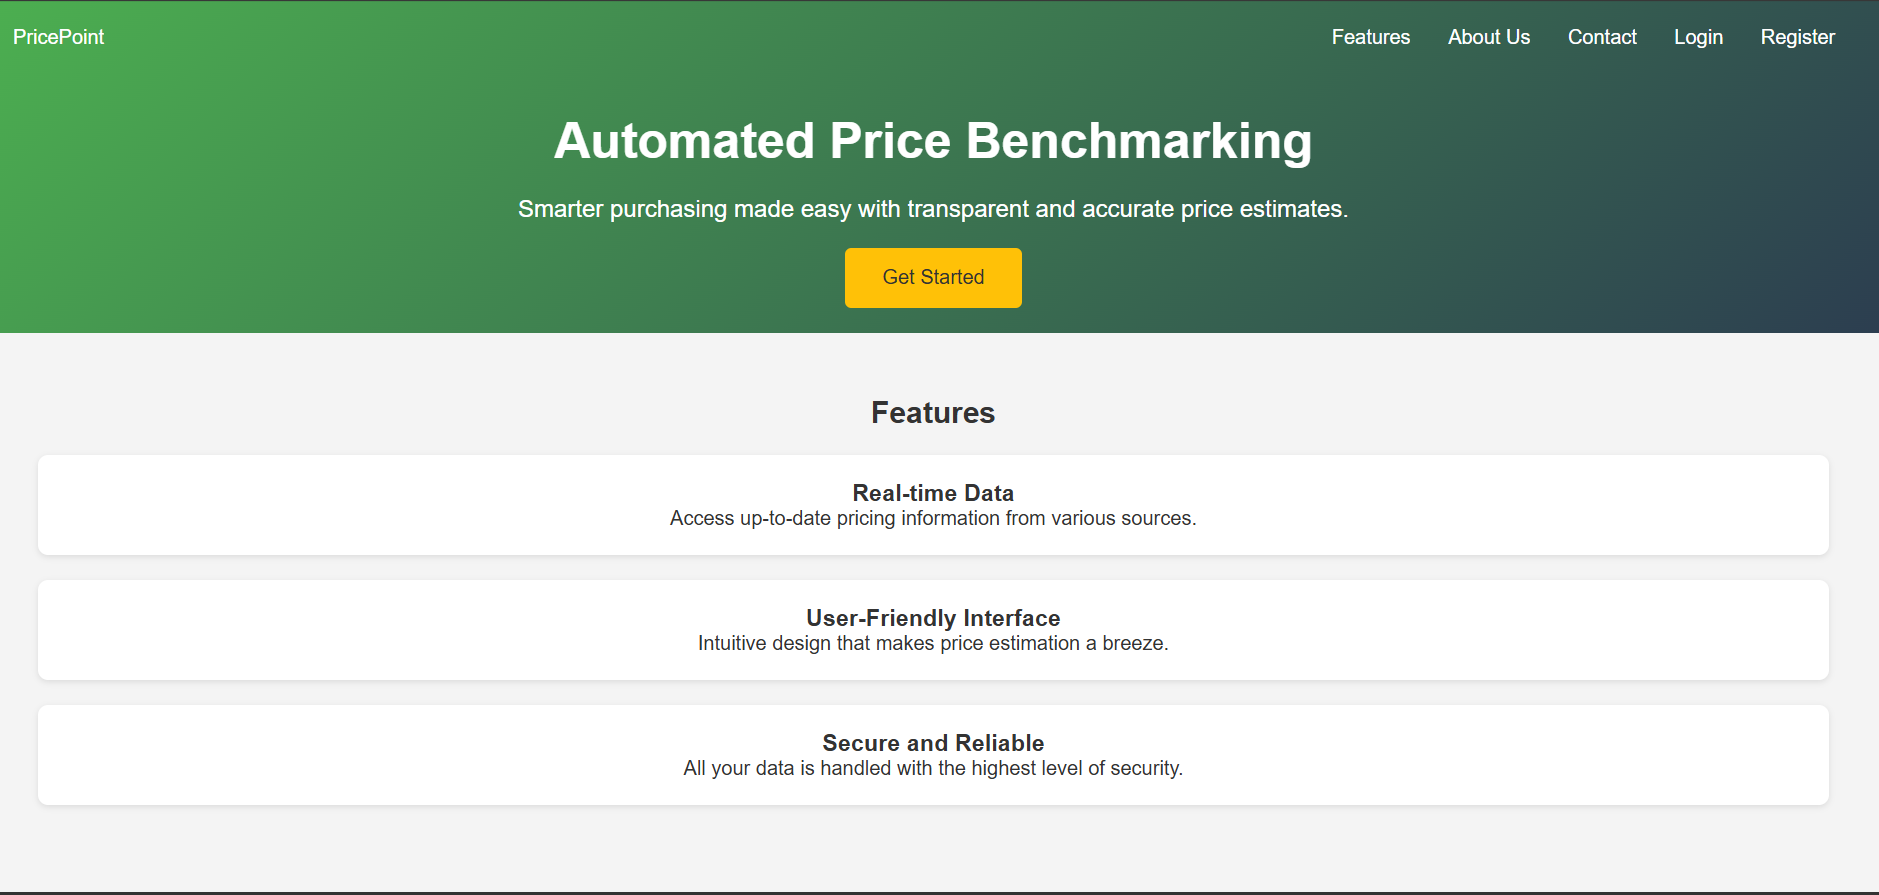 PricePoint
Features
About Us
Contact
Login
Register
Automated Price Benchmarking
Smarter purchasing made easy with transparent and accurate price estimates.
Get Started
Features
Real-time Data
Access up-to-date pricing information from various sources.
User-Friendly Interface
Intuitive design that makes price estimation a breeze.
Secure and Reliable
All your data is handled with the highest level of security.